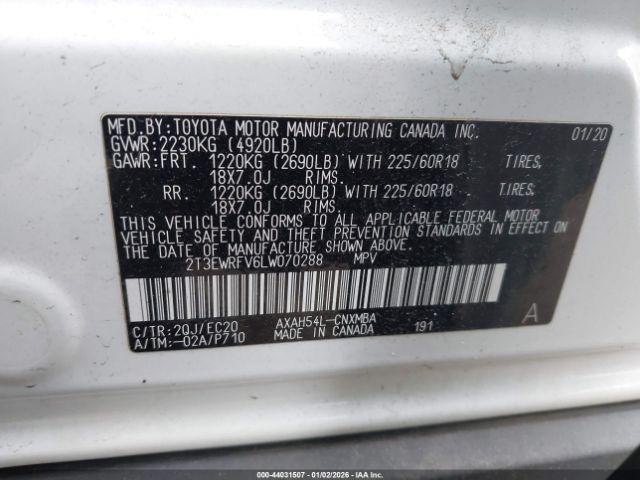 MFD.BY:TOYOTA MOTOR MANUFACTURING CANADA INC. 01/20
GVWR:2230KG (4920LB)
GAWR:FRT. 1220KG (2690LB) WITH 225/60R18 TIRES,
18X7.0J RIMS.
RR. 1220KG (2690LB) WITH 225/60R18 TIRES,
18X7.0J RIMS.
THIS VEHICLE CONFORMS TO ALL APPLICABLE FEDERAL MOTOR
VEHICLE SAFETY AND THEFT PREVENTION STANDARDS IN EFFECT ON
THE DATE OF MANUFACTURE SHOWN ABOVE.
2T3EWRFV6LW070288 MPV
C/TR:2QJ/EC20 AXAH54L-CNXMBA A
A/TM:-02A/P710 MADE IN CANADA 191
000-44031507 - 01/02/2026 - IAAI.COM